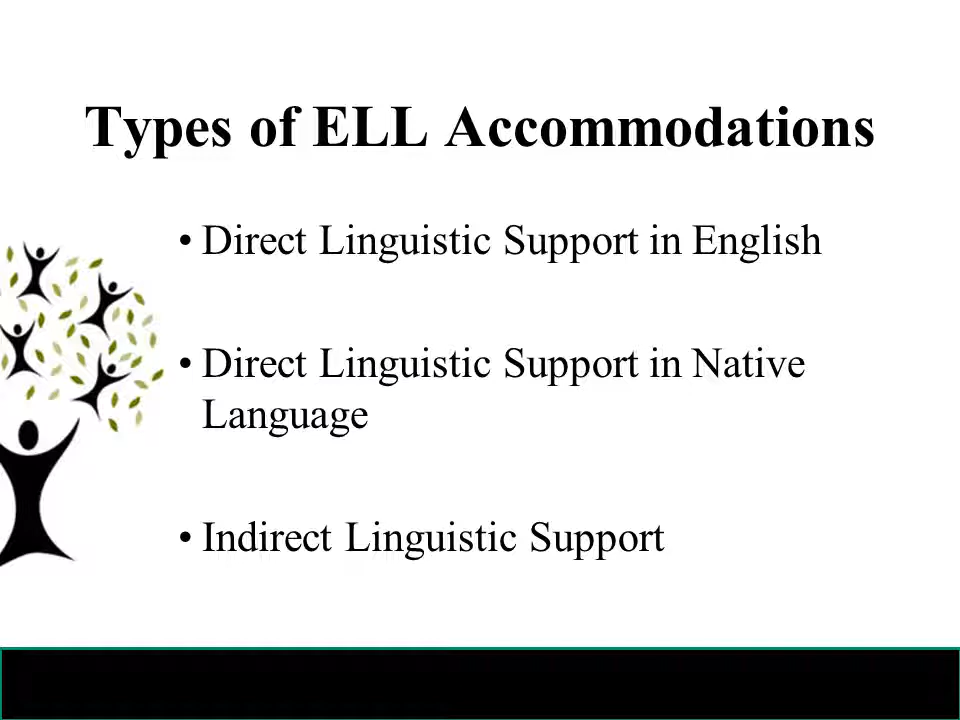 Types of ELL Accommodations
• Direct Linguistic Support in English
• Direct Linguistic Support in Native
Language
• Indirect Linguistic Support